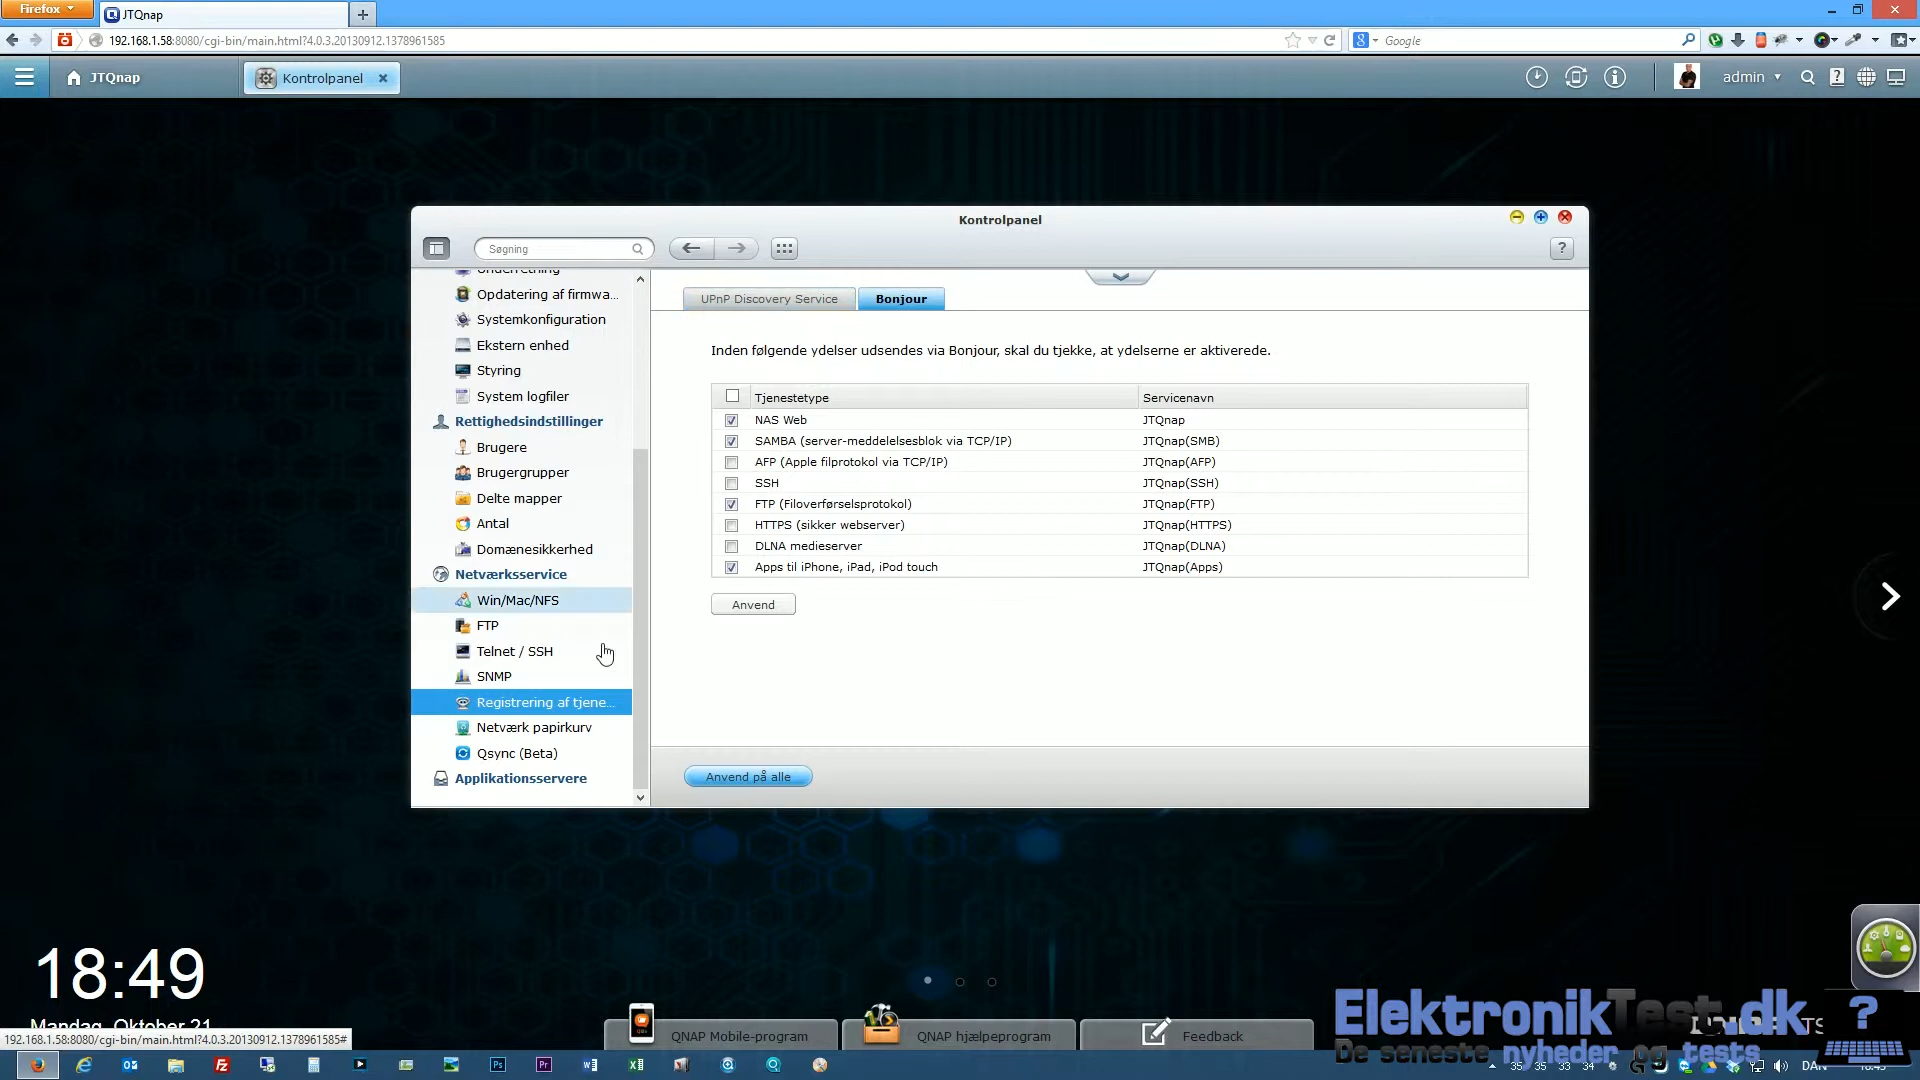 Firefox
JTQnap
192.168.1.58:8080/cgi-bin/main.html?4.0.3.20130912.1378961585
Google
JTQnap
Kontrolpanel
admin
Kontrolpanel
Søgning
Underretning
Opdatering af firmwa...
Systemkonfiguration
Ekstern enhed
Styring
System logfiler
Rettighedsindstillinger
Brugere
Brugergrupper
Delte mapper
Antal
Domænesikkerhed
Netværksservice
Win/Mac/NFS
FTP
Telnet / SSH
SNMP
Registrering af tjene...
Netværk papirkurv
Qsync (Beta)
Applikationsservere
UPnP Discovery Service
Bonjour
Inden følgende ydelser udsendes via Bonjour, skal du tjekke, at ydelserne er aktiverede.
Tjenestetype Servicenavn
NAS Web JTQnap
SAMBA (server-meddelelsesblok via TCP/IP) JTQnap(SMB)
AFP (Apple filprotokol via TCP/IP) JTQnap(AFP)
SSH JTQnap(SSH)
FTP (Filoverførselsprotokol) JTQnap(FTP)
HTTPS (sikker webserver) JTQnap(HTTPS)
DLNA medieserver JTQnap(DLNA)
Apps til iPhone, iPad, iPod touch JTQnap(Apps)
Anvend
Anvend på alle
18:49
Mandag, Oktober 21
192.168.1.58:8080/cgi-bin/main.html?4.0.3.20130912.1378961585#
QNAP Mobile-program
QNAP hjælpeprogram
Feedback
ElektronikTest.dk
De seneste nyheder og tests
35 35 33 34